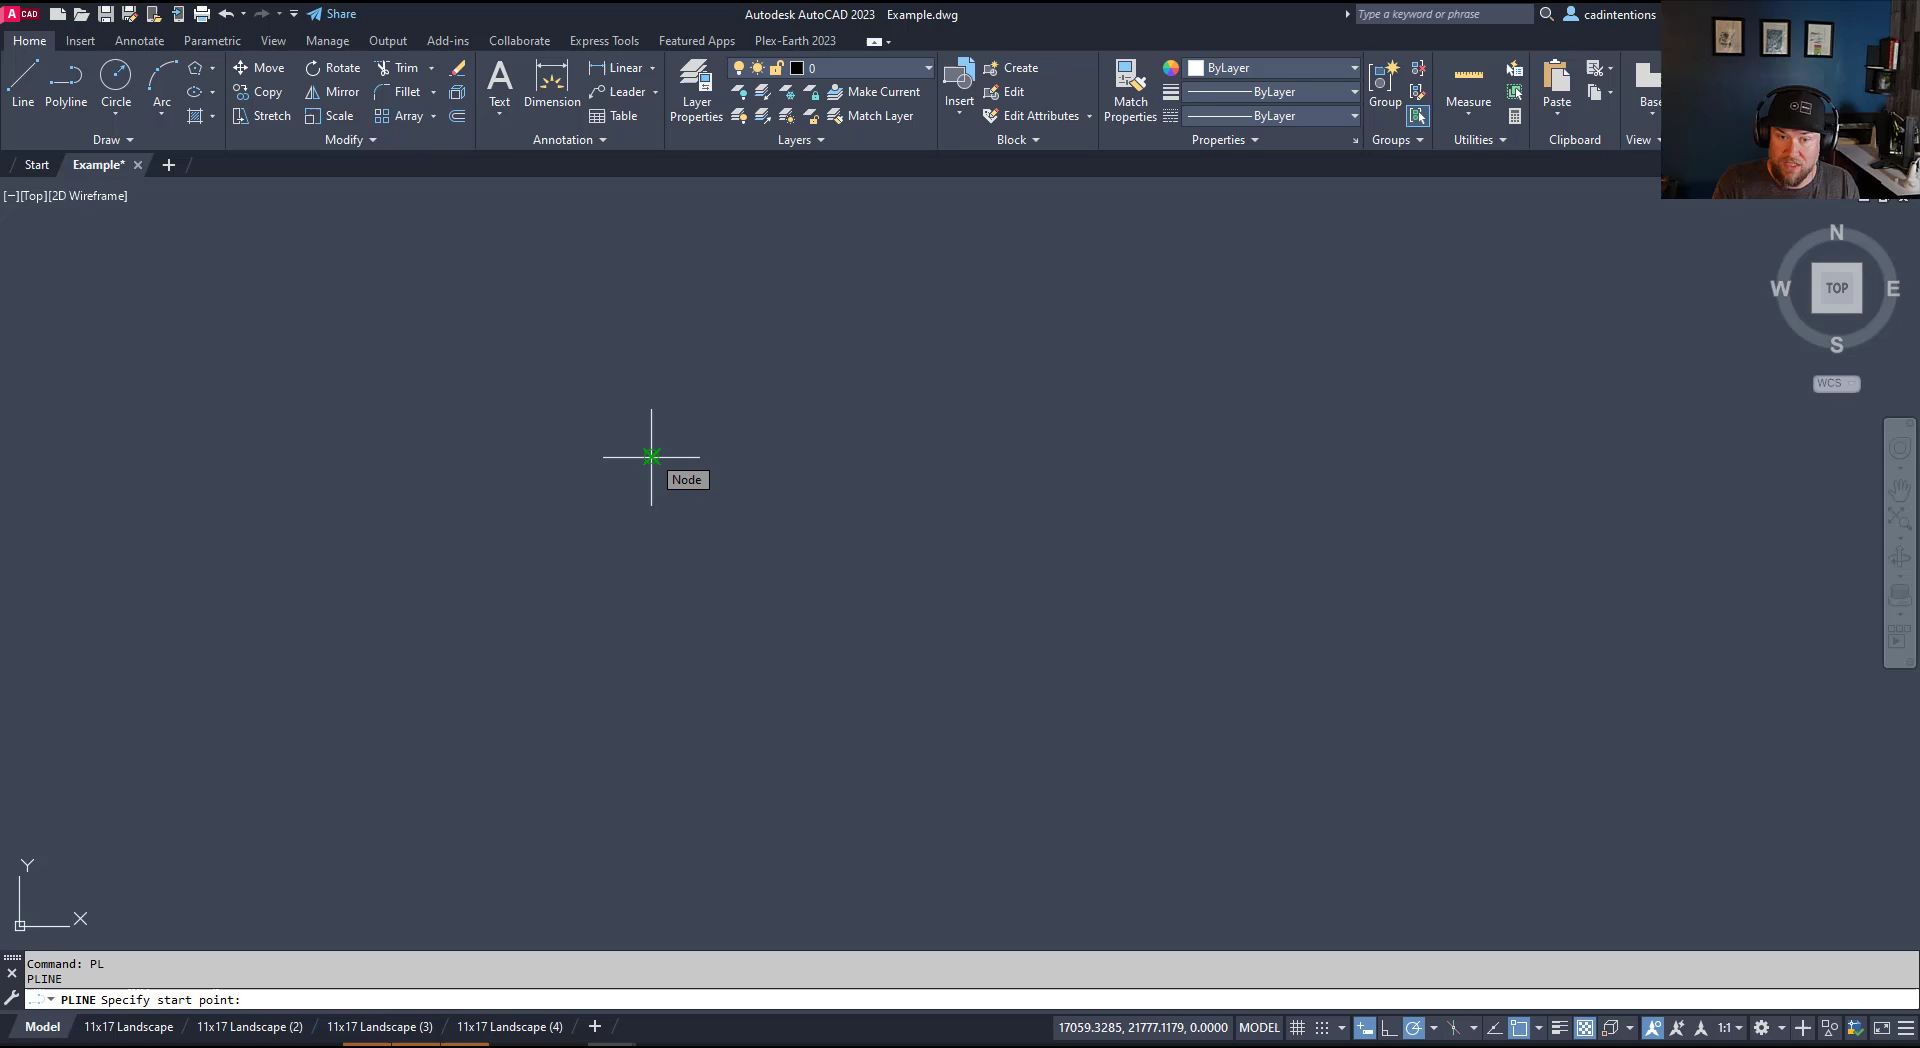 A CAD
Share
Autodesk AutoCAD 2023 Example.dwg
Type a keyword or phrase
cadintentions
Home Insert Annotate Parametric View Manage Output Add-ins Collaborate Express Tools Featured Apps Plex-Earth 2023
Line
Polyline
Circle
Arc
Draw
Move
Rotate
Trim
Copy
Mirror
Fillet
Stretch
Scale
Array
Modify
Text
Dimension
Linear
Leader
Table
Annotation
Layer
Properties
0
Make Current
Match Layer
Layers
Insert
Create
Edit
Edit Attributes
Block
Match
Properties
ByLayer
ByLayer
ByLayer
Properties
Group
Groups
Measure
Utilities
Paste
Clipboard
Base
View
Start
Example*
[−][Top][2D Wireframe]
N
W
TOP
E
S
WCS
Node
Y
X
Command: PL
PLINE
PLINE Specify start point:
Model
11x17 Landscape
11x17 Landscape (2)
11x17 Landscape (3)
11x17 Landscape (4)
17059.3285, 21777.1179, 0.0000
MODEL
1:1